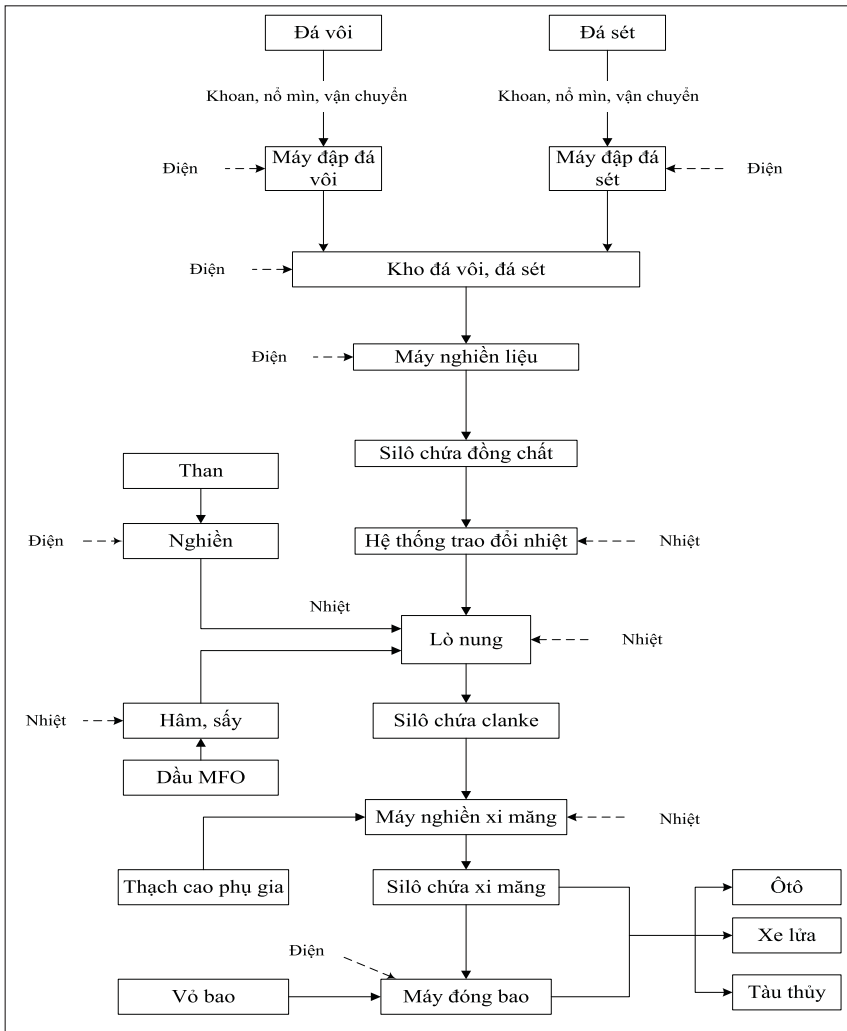 Đá vôi
Đá sét
Khoan, nổ mìn, vận chuyển
Khoan, nổ mìn, vận chuyển
Điện
Máy đập đá
vôi
Máy đập đá
sét
Điện
Điện
Kho đá vôi, đá sét
Điện
Máy nghiền liệu
Silô chứa đồng chất
Than
Điện
Nghiền
Hệ thống trao đổi nhiệt
Nhiệt
Nhiệt
Lò nung
Nhiệt
Nhiệt
Hâm, sấy
Silô chứa clanke
Dầu MFO
Máy nghiền xi măng
Nhiệt
Thạch cao phụ gia
Silô chứa xi măng
Ôtô
Xe lửa
Điện
Vỏ bao
Máy đóng bao
Tàu thủy